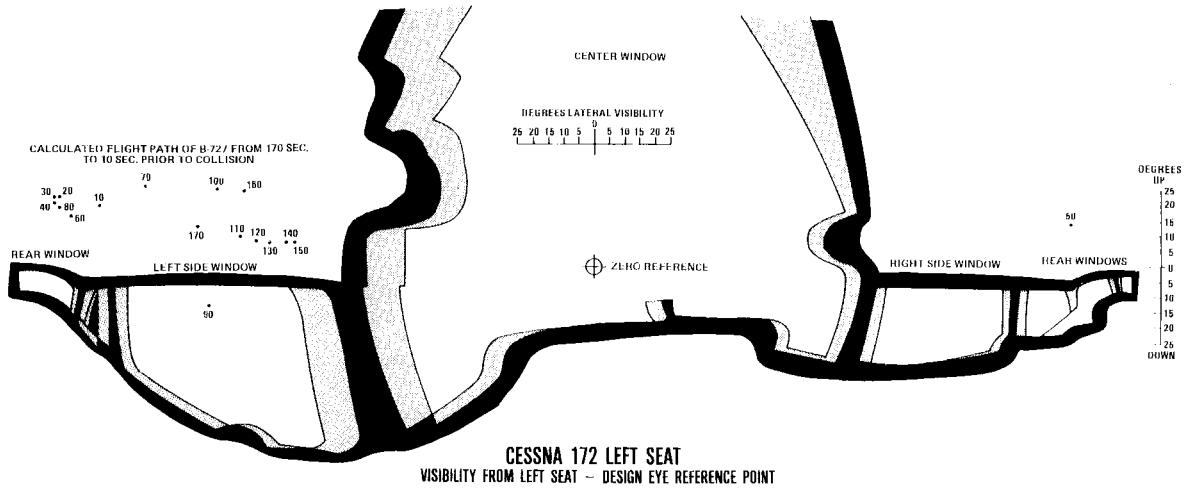 CENTER WINDOW
DEGREES LATERAL VISIBILITY
0
25 20 15 10 5 5 10 15 20 25
CALCULATED FLIGHT PATH OF B-727 FROM 170 SEC.
TO 10 SEC. PRIOR TO COLLISION
70
100
160
30
20
10
40
80
60
170
110
120
130
140
150
50
DEGREES
UP
25
20
15
10
5
0
5
10
15
20
25
DOWN
REAR WINDOW
LEFT SIDE WINDOW
ZERO REFERENCE
RIGHT SIDE WINDOW
REAR WINDOWS
90
CESSNA 172 LEFT SEAT
VISIBILITY FROM LEFT SEAT – DESIGN EYE REFERENCE POINT